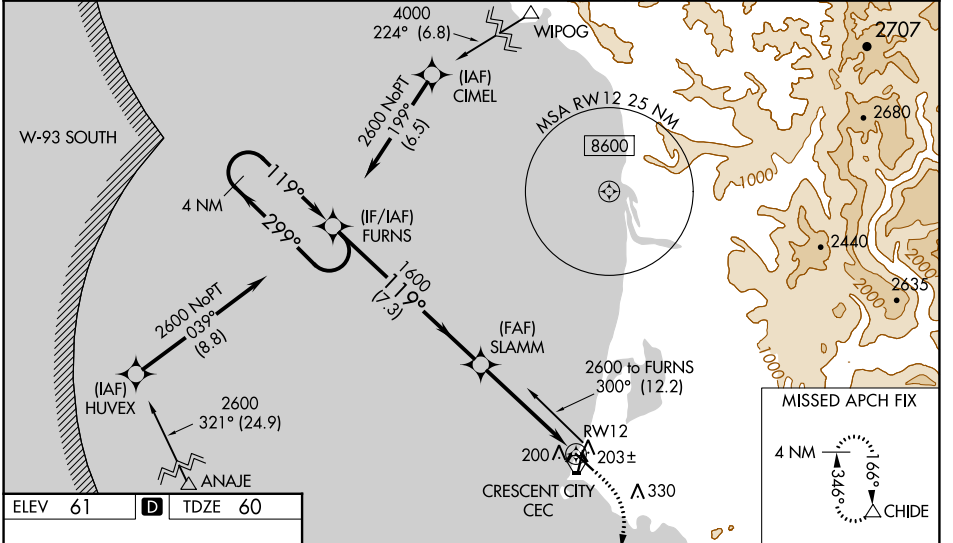 4000
224° (6.8)
WIPOG
2707
(IAF)
CIMEL
2600 NoPT
199°
(6.5)
MSA RW12 25 NM
8600
2680
W-93 SOUTH
1000
119°
4 NM
299°
(IF/IAF)
FURNS
2440
1600
119°
(7.3)
2000
2000
2635
2600 NoPT
039°
(8.8)
(FAF)
SLAMM
1000
(IAF)
HUVEX
2600 to FURNS
300° (12.2)
2600
321° (24.9)
MISSED APCH FIX
RW12
200
203±
4 NM
166°
346°
CHIDE
ANAJE
CRESCENT CITY
CEC
330
ELEV 61 D TDZE 60